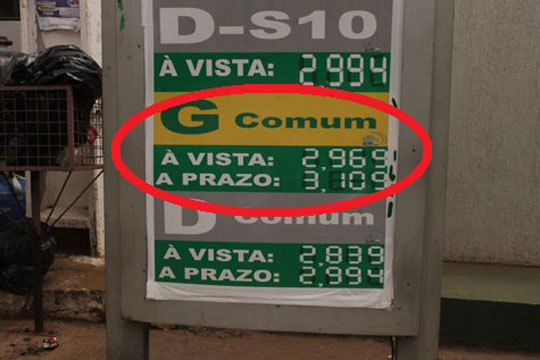 D-S10
À VISTA: 2.994
G Comum
À VISTA: 2.969
A PRAZO: 3.109
D Comum
À VISTA: 2.839
A PRAZO: 2.994